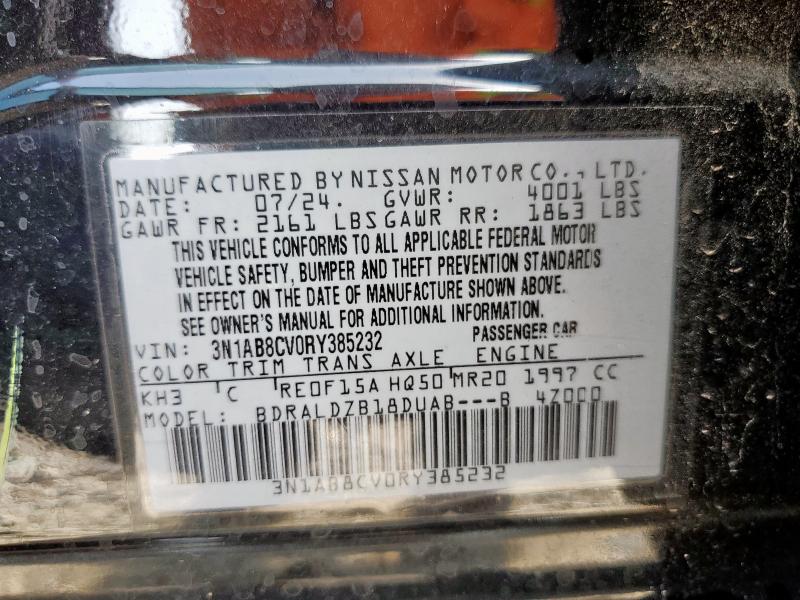 MANUFACTURED BY NISSAN MOTOR CO., LTD.
DATE: 07/24. GVWR: 4001 LBS
GAWR FR: 2161 LBS GAWR RR: 1863 LBS
THIS VEHICLE CONFORMS TO ALL APPLICABLE FEDERAL MOTOR
VEHICLE SAFETY, BUMPER AND THEFT PREVENTION STANDARDS
IN EFFECT ON THE DATE OF MANUFACTURE SHOWN ABOVE.
SEE OWNER'S MANUAL FOR ADDITIONAL INFORMATION.
VIN: 3N1AB8CV0RY385232 PASSENGER CAR
COLOR TRIM TRANS AXLE ENGINE
KH3 C RE0F15A HQ50 MR20 1997 CC
MODEL: BDRALDZB18DUAB---B 4Z000
3N1AB8CV0RY385232